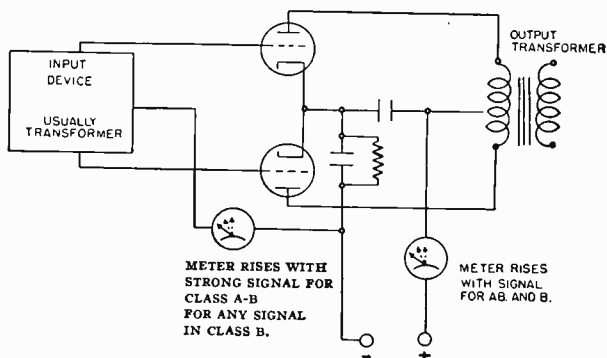 INPUT
DEVICE
USUALLY
TRANSFORMER
OUTPUT
TRANSFORMER
METER RISES WITH
STRONG SIGNAL FOR
CLASS A-B
FOR ANY SIGNAL
IN CLASS B.
METER RISES
WITH SIGNAL
FOR AB. AND B.
- +